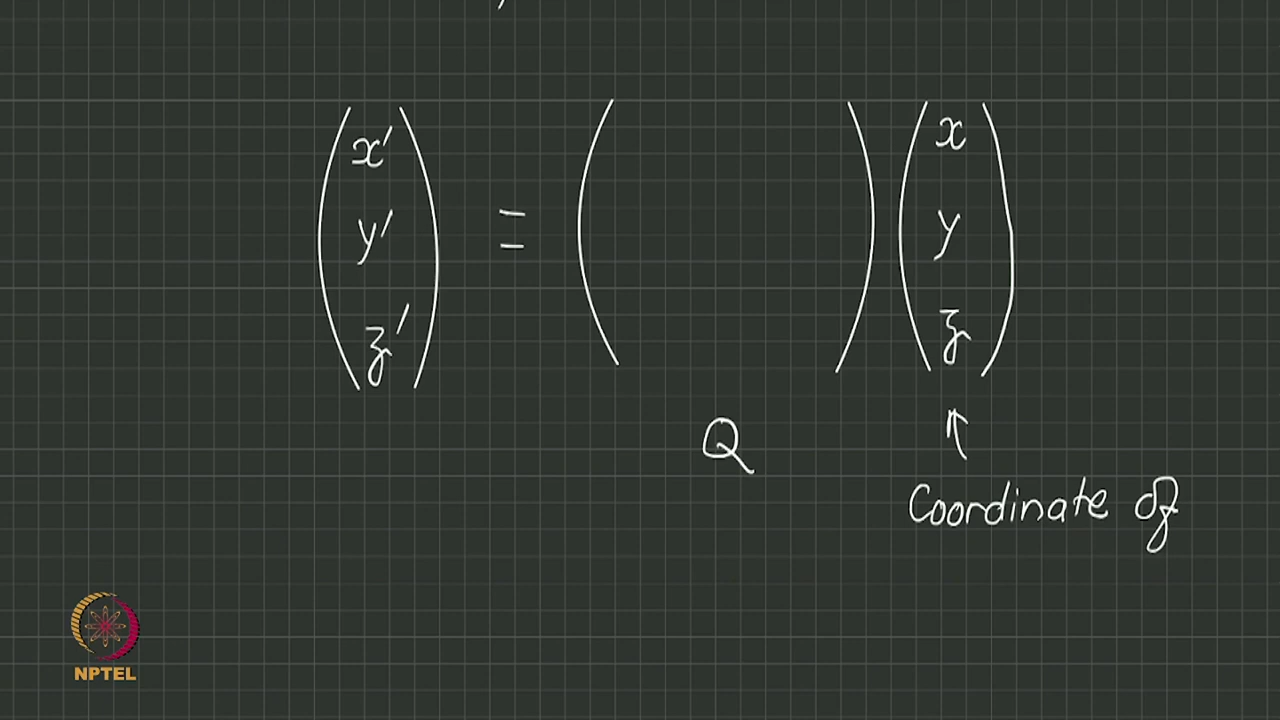 ( x′ ) = ( ) ( x )
( y′ ) ( y )
( z′ ) ( z )
Q ↑
Coordinate of
NPTEL